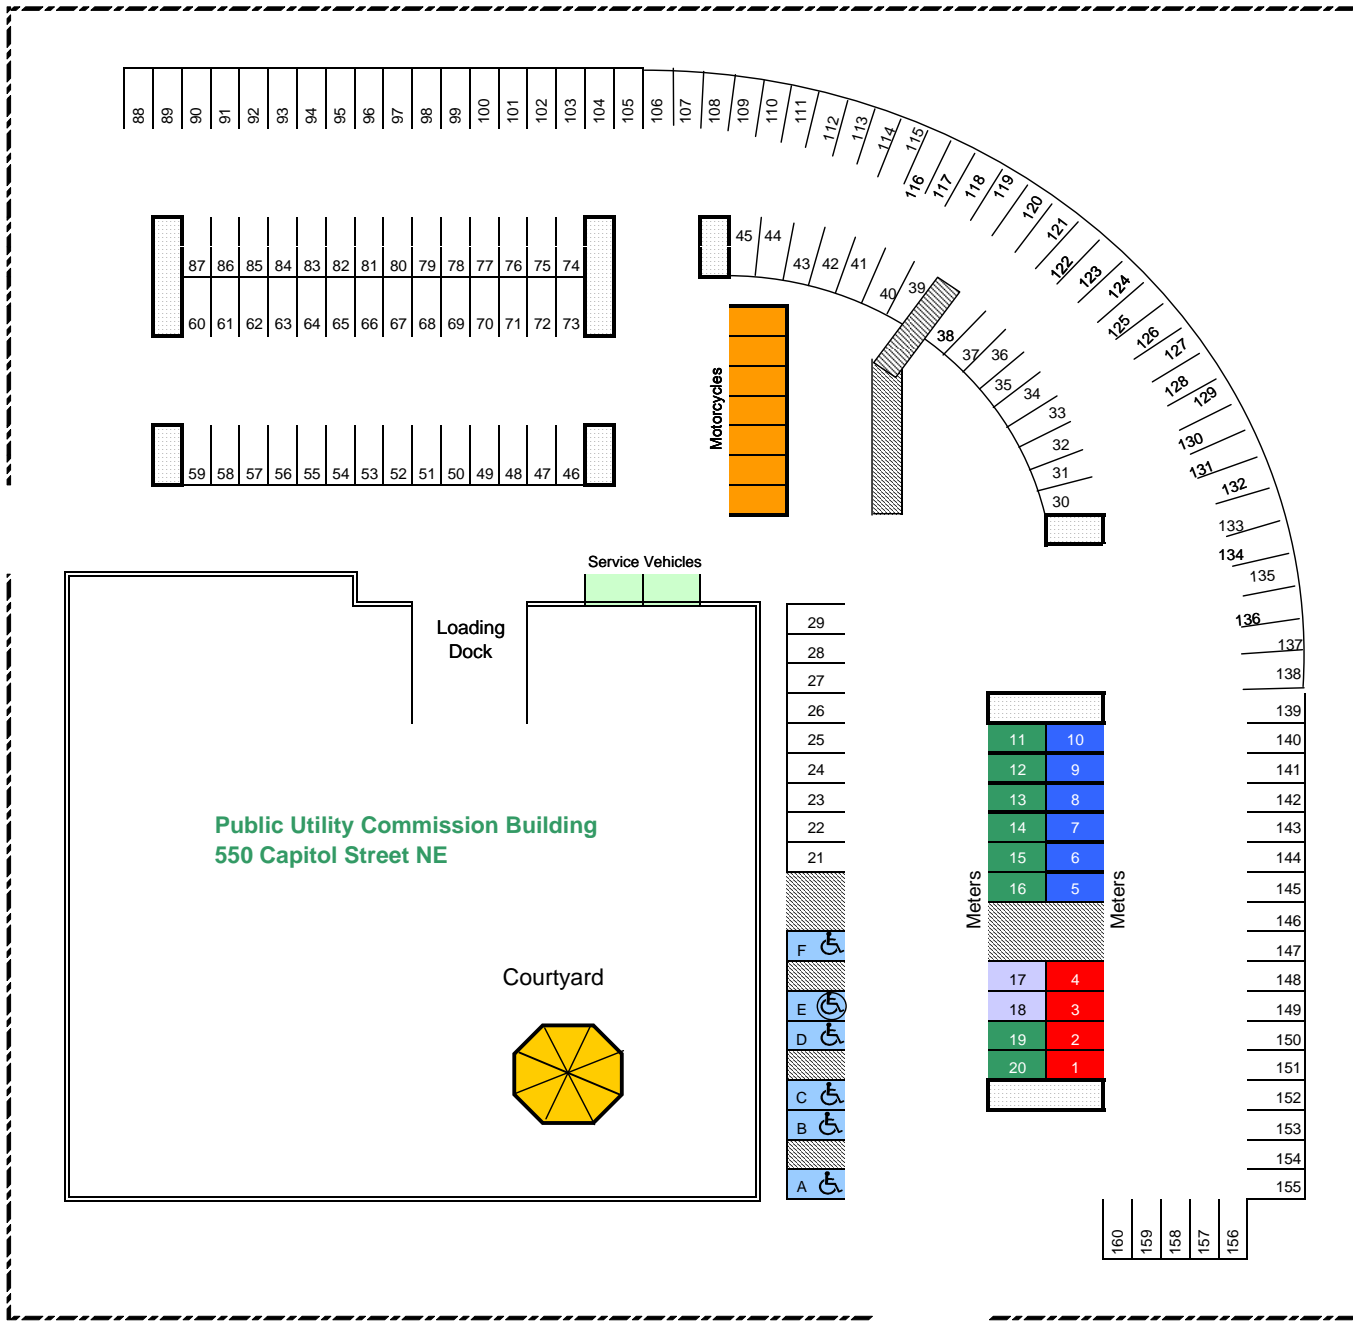 88 89 90 91 92 93 94 95 96 97 98 99 100 101 102 103 104 105 106 107 108 109 110 111 112 113 114 115
116 117 118 119 120 121 122 123 124 125 126 127 128 129 130 131 132 133 134 135 136 137 138
87 86 85 84 83 82 81 80 79 78 77 76 75 74
60 61 62 63 64 65 66 67 68 69 70 71 72 73
45 44 43 42 41 40 39 38 37 36 35 34 33 32 31 30
Motorcycles
59 58 57 56 55 54 53 52 51 50 49 48 47 46
Service Vehicles
Loading
Dock
29
28
27
26
25
24
23
22
21
F
E
D
C
B
A
Public Utility Commission Building
550 Capitol Street NE
Courtyard
11 10
12 9
13 8
14 7
15 6
16 5
Meters
Meters
17 4
18 3
19 2
20 1
139
140
141
142
143
144
145
146
147
148
149
150
151
152
153
154
155
160 159 158 157 156